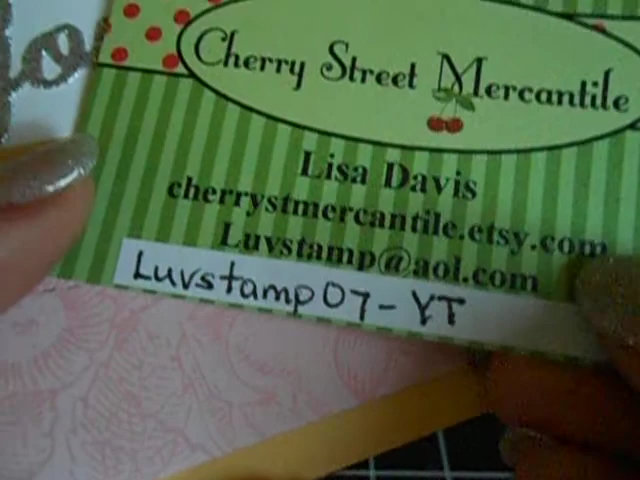 Cherry Street Mercantile
Lisa Davis
cherrystmercantile.etsy.com
Luvstamp@aol.com
Luvstamp07-YT